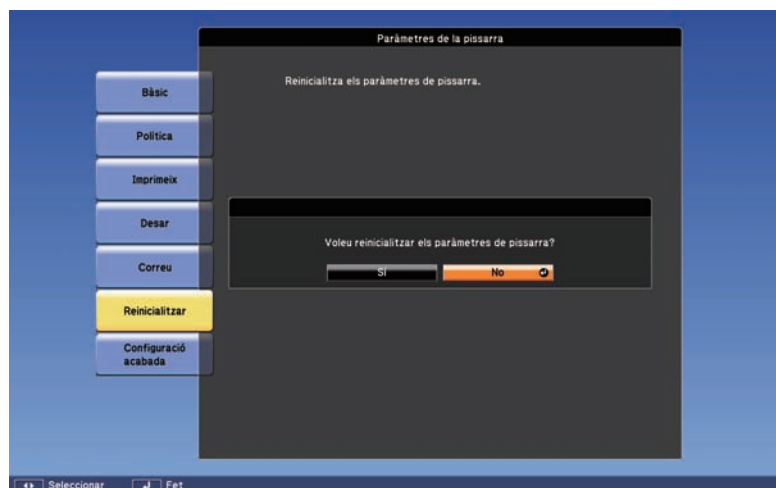 Paràmetres de la pissarra
Reinicialitza els paràmetres de pissarra.
Bàsic
Política
Imprimeix
Desar
Correu
Reinicialitzar
Configuració
acabada
Voleu reinicialitzar els paràmetres de pissarra?
Sí No
Seleccionar Fet